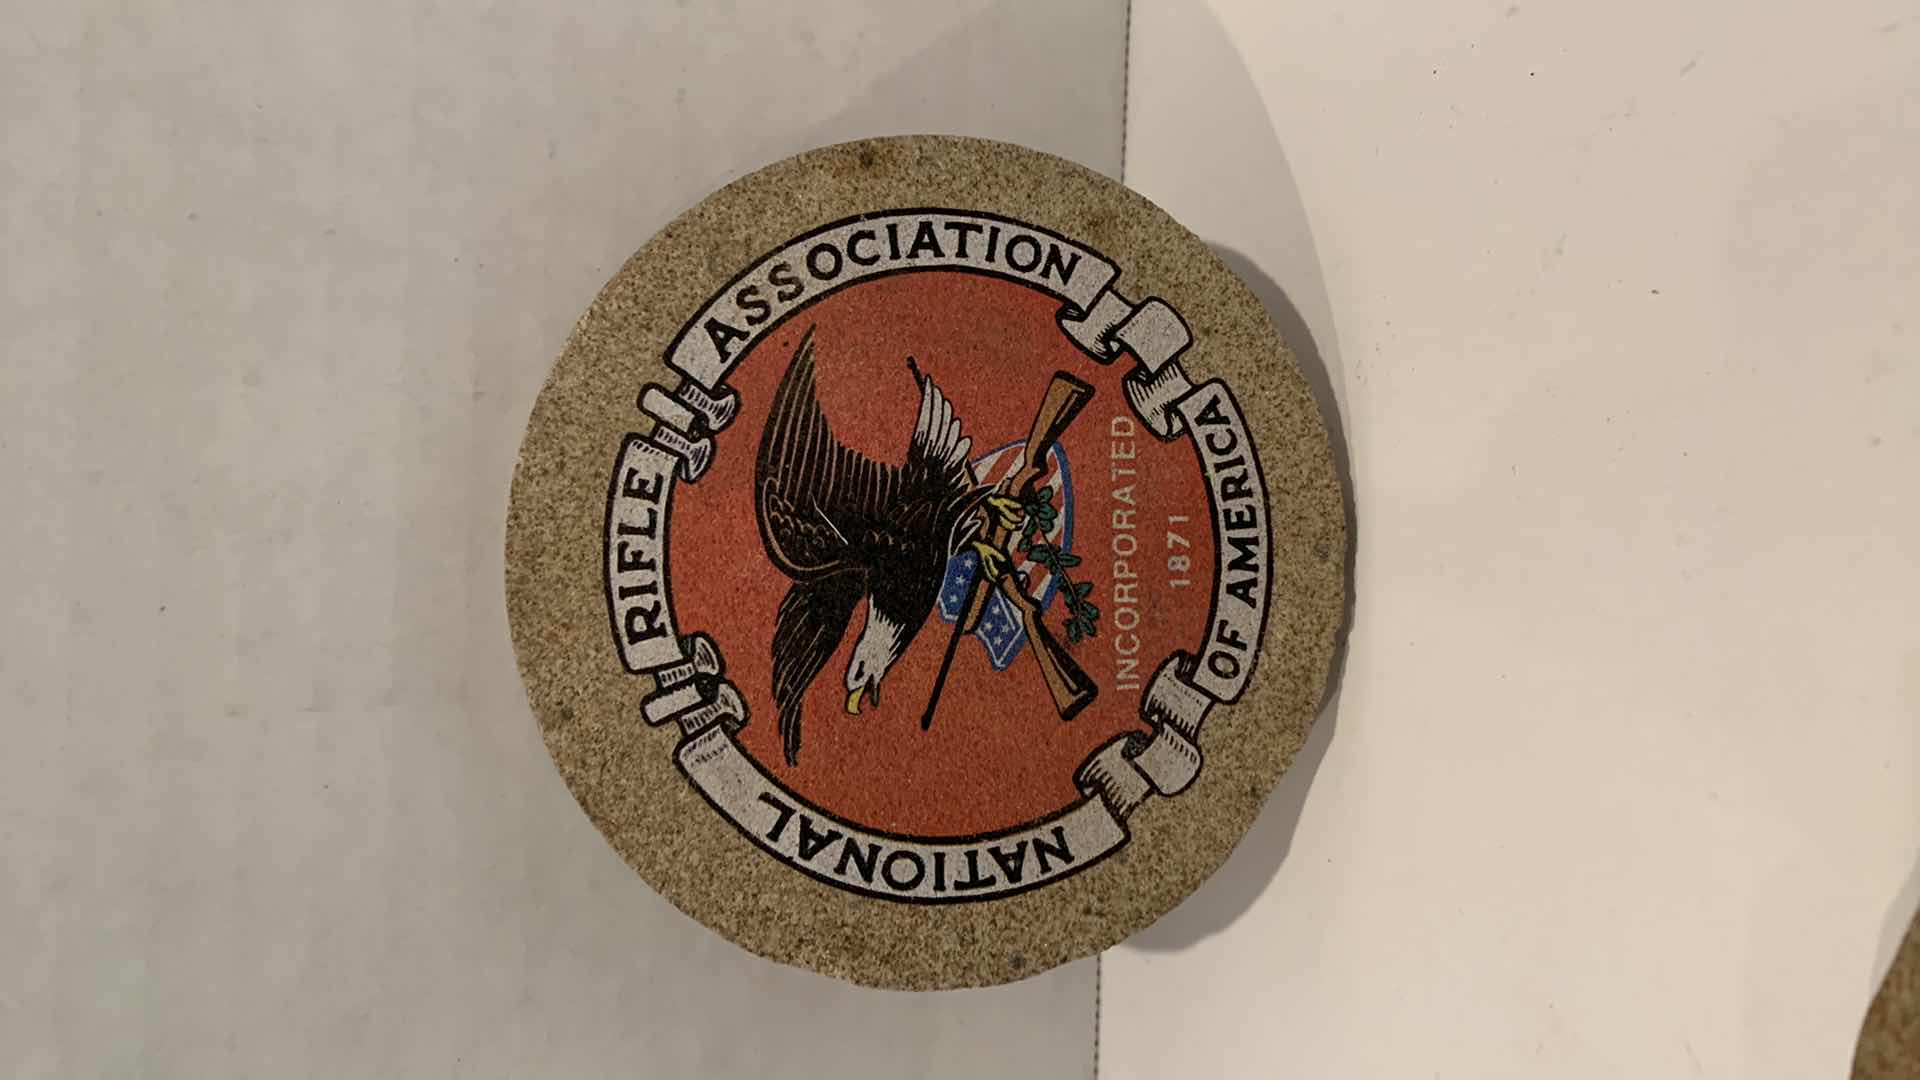 NATIONAL
RIFLE
ASSOCIATION
OF AMERICA
INCORPORATED
1871